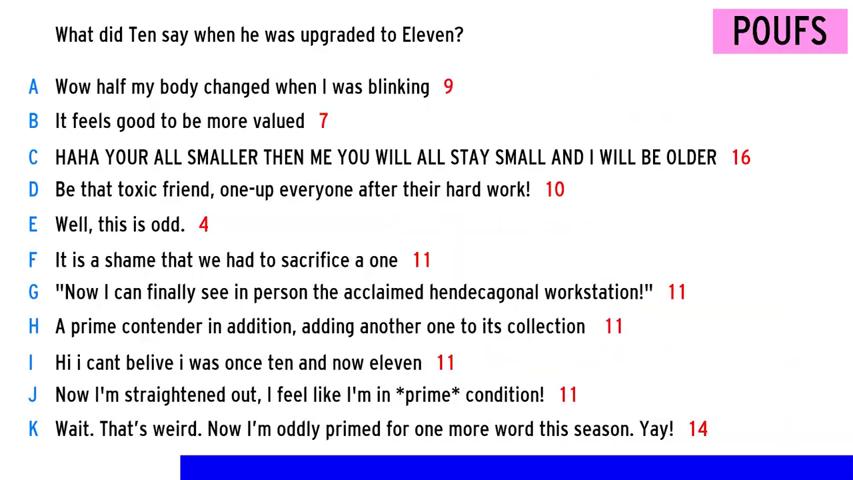 What did Ten say when he was upgraded to Eleven?
POUFS
A Wow half my body changed when I was blinking 9
B It feels good to be more valued 7
C HAHA YOUR ALL SMALLER THEN ME YOU WILL ALL STAY SMALL AND I WILL BE OLDER 16
D Be that toxic friend, one-up everyone after their hard work! 10
E Well, this is odd. 4
F It is a shame that we had to sacrifice a one 11
G "Now I can finally see in person the acclaimed hendecagonal workstation!" 11
H A prime contender in addition, adding another one to its collection 11
I Hi i cant belive i was once ten and now eleven 11
J Now I'm straightened out, I feel like I'm in *prime* condition! 11
K Wait. That’s weird. Now I’m oddly primed for one more word this season. Yay! 14